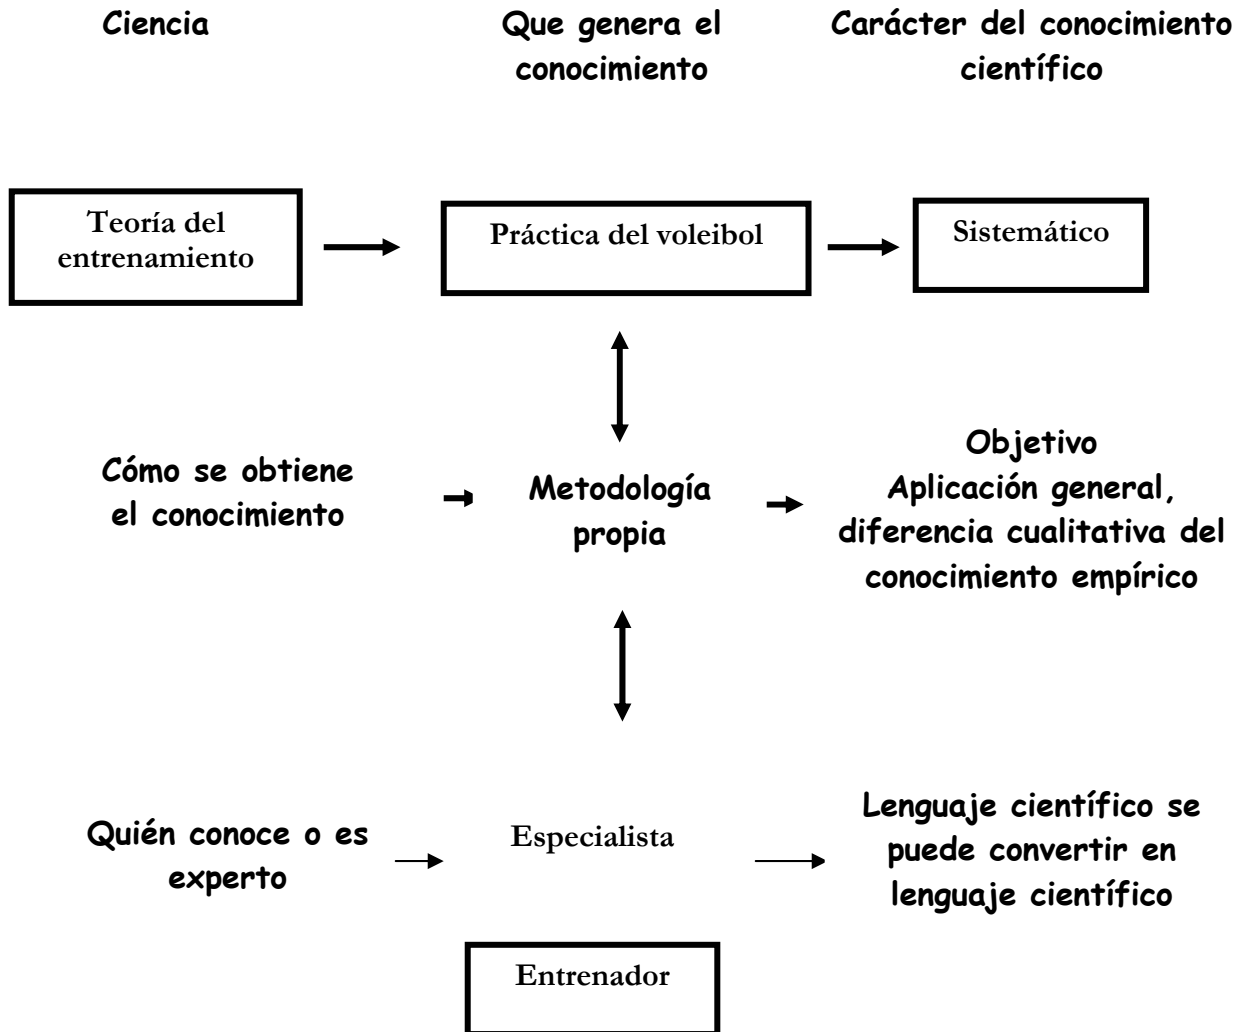 Ciencia
Que genera el
conocimiento
Carácter del conocimiento
científico
Teoría del
entrenamiento
Práctica del voleibol
Sistemático
Cómo se obtiene
el conocimiento
Metodología
propia
Objetivo
Aplicación general,
diferencia cualitativa del
conocimiento empírico
Quién conoce o es
experto
Especialista
Lenguaje científico se
puede convertir en
lenguaje científico
Entrenador